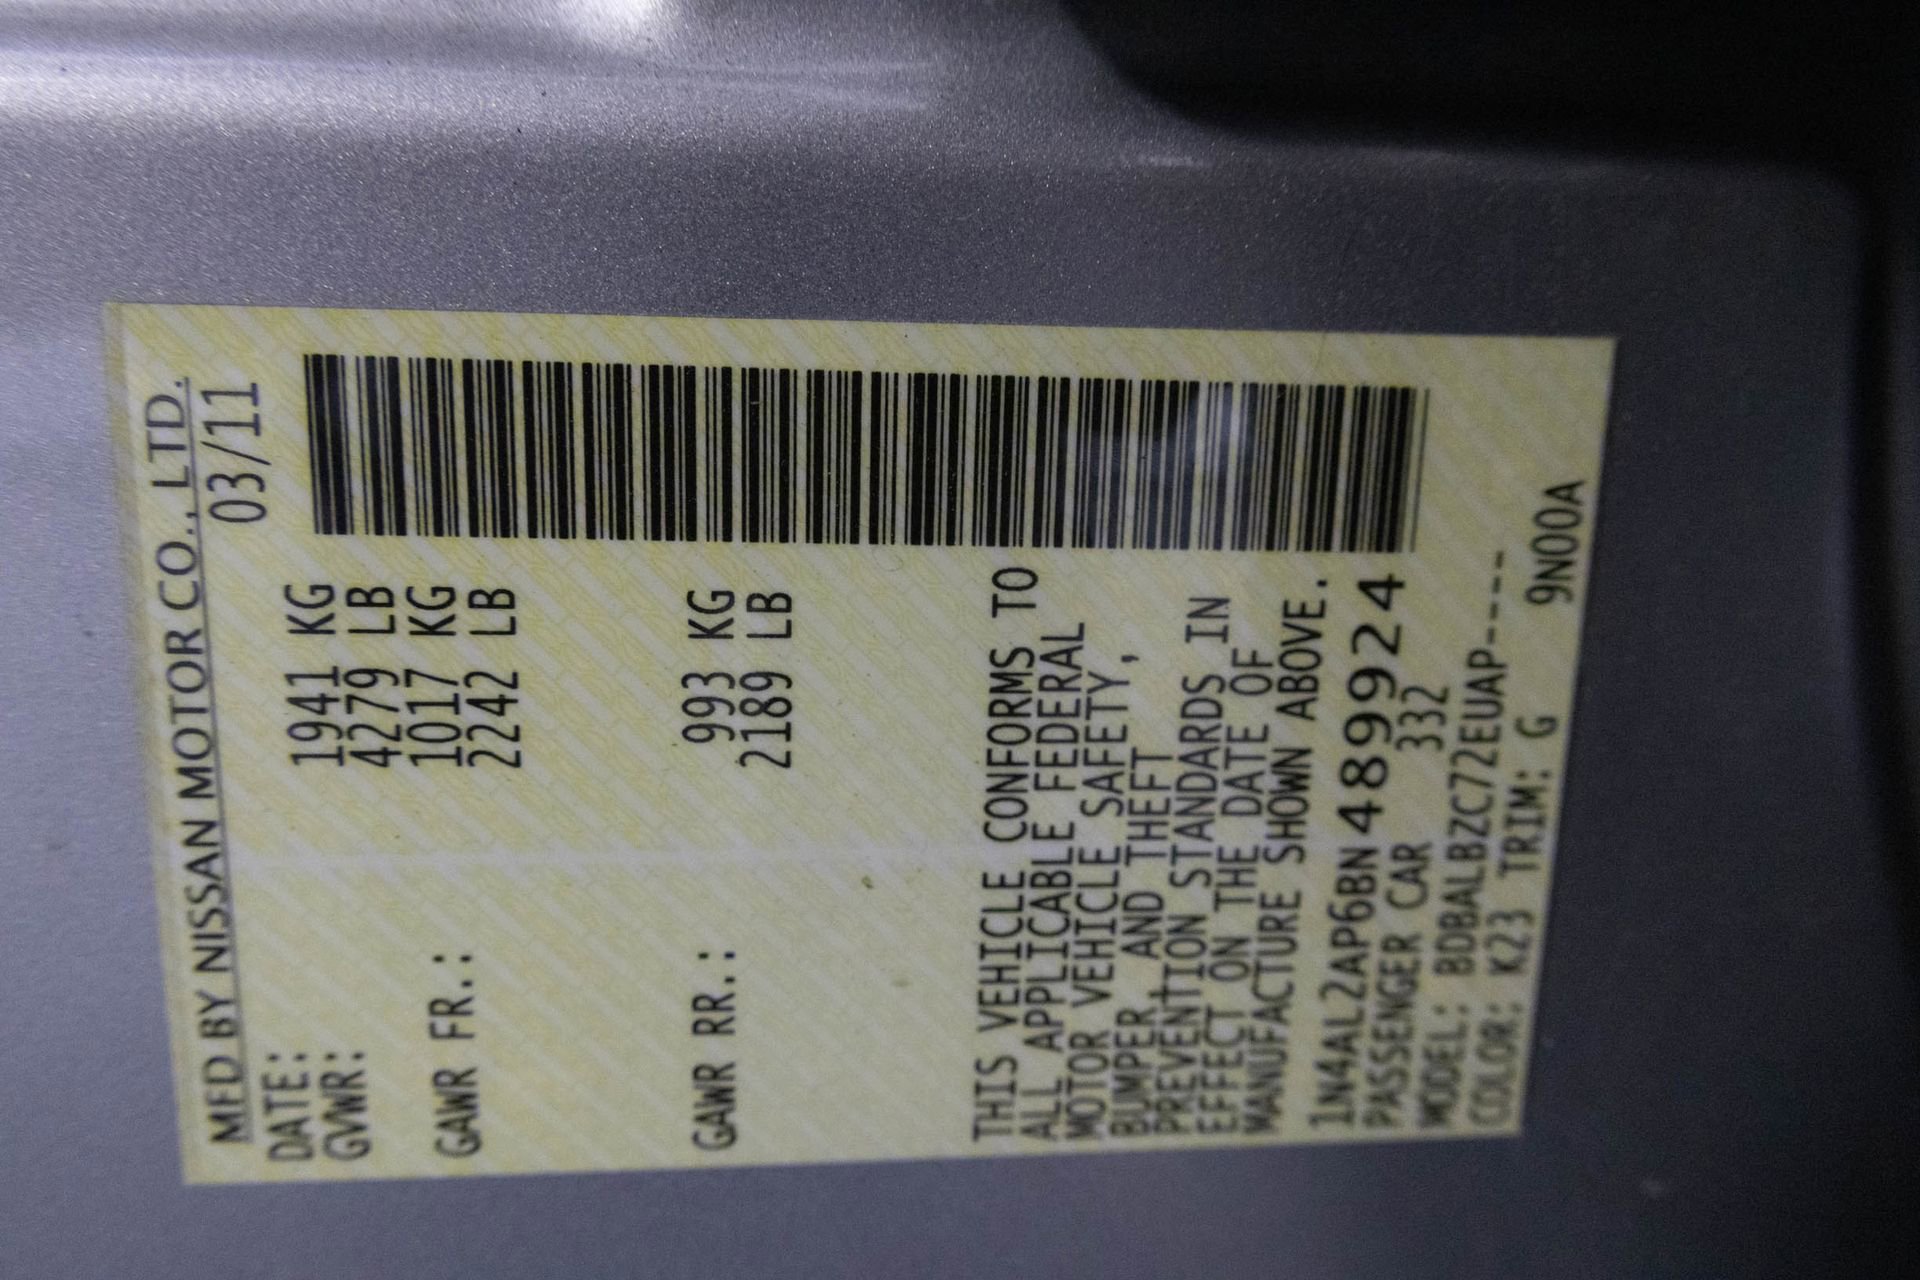 MFD BY NISSAN MOTOR CO., LTD.
DATE: 03/11
GVWR: 1941 KG
4279 LB
GAWR FR.: 1017 KG
2242 LB
GAWR RR.: 993 KG
2189 LB
THIS VEHICLE CONFORMS TO
ALL APPLICABLE FEDERAL
MOTOR VEHICLE SAFETY,
BUMPER, AND THEFT
PREVENTION STANDARDS IN
EFFECT ON THE DATE OF
MANUFACTURE SHOWN ABOVE.
1N4AL2AP6BN489924
PASSENGER CAR 332
MODEL: BDBALBZC72EUAP----
COLOR: K23 TRIM: G 9N00A